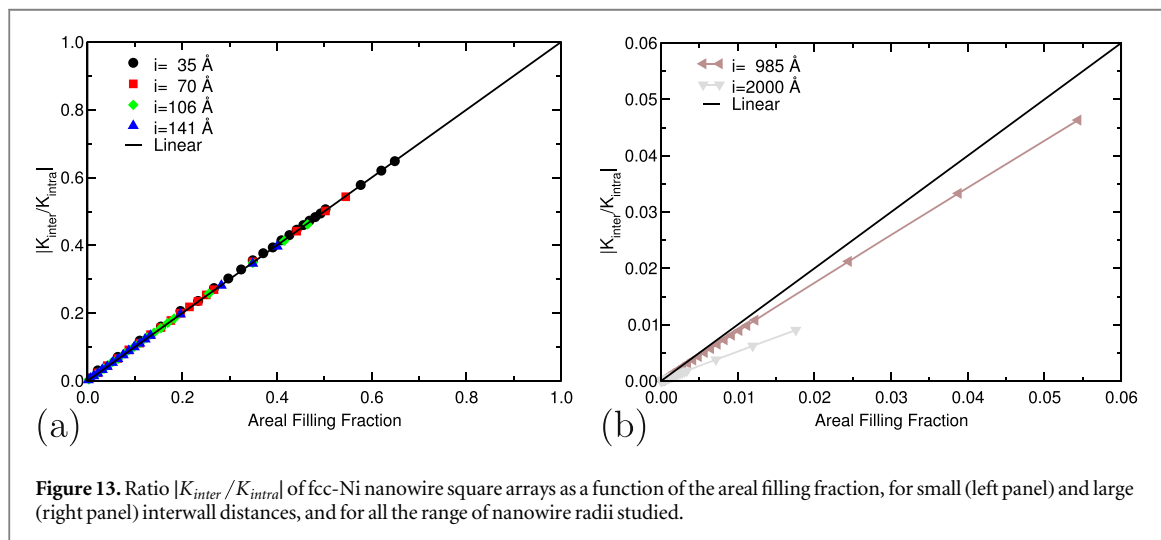 1.0
0.8
0.6
0.4
0.2
0.0
|K_inter/K_intra|
i= 35 Å
i= 70 Å
i=106 Å
i=141 Å
Linear
0.0 0.2 0.4 0.6 0.8 1.0
Areal Filling Fraction
(a)
0.06
0.05
0.04
0.03
0.02
0.01
0.00
|K_inter/K_intra|
i= 985 Å
i=2000 Å
Linear
0.00 0.01 0.02 0.03 0.04 0.05 0.06
Areal Filling Fraction
(b)
Figure 13. Ratio |K_inter/K_intra| of fcc-Ni nanowire square arrays as a function of the areal filling fraction, for small (left panel) and large
(right panel) interwall distances, and for all the range of nanowire radii studied.